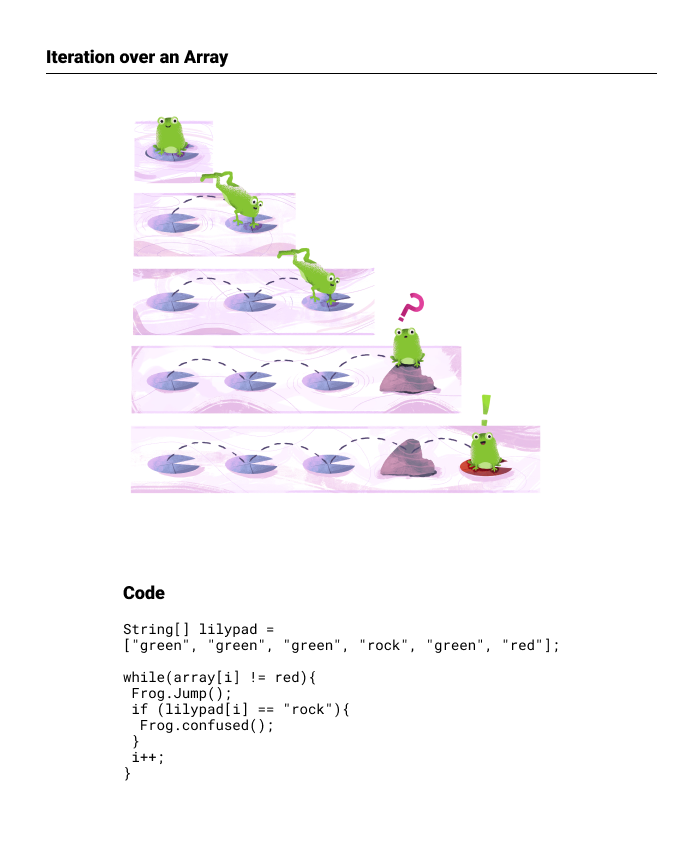 Iteration over an Array
?
!
Code
String[] lilypad =
["green", "green", "green", "rock", "green", "red"];
while(array[i] != red){
Frog.Jump();
if (lilypad[i] == "rock"){
Frog.confused();
}
i++;
}